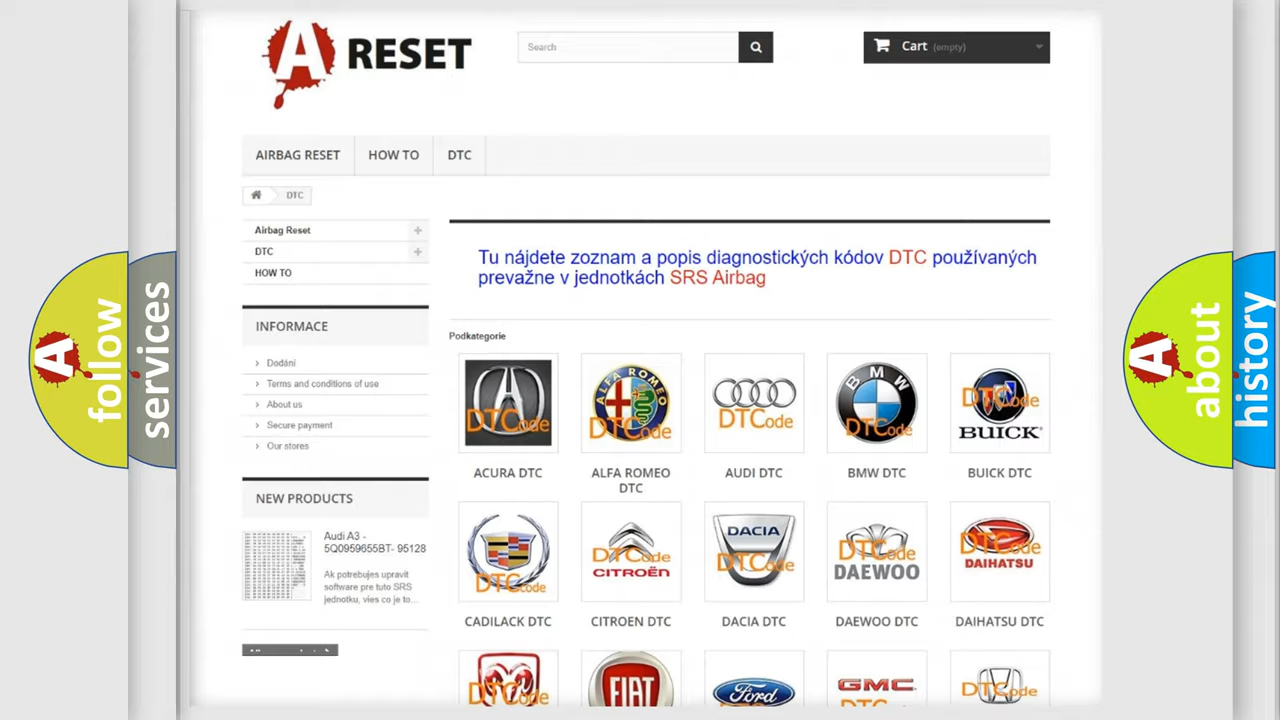 A RESET
Search
Cart (empty)
AIRBAG RESET
HOW TO
DTC
DTC
Airbag Reset
DTC
HOW TO
INFORMACE
Dodání
Terms and conditions of use
About us
Secure payment
Our stores
NEW PRODUCTS
Audi A3 -
5Q0959655BT- 95128
Ak potrebujes upravit
software pre tuto SRS
jednotku, vies co je to...
Tu nájdete zoznam a popis diagnostických kódov DTC používaných
prevažne v jednotkách SRS Airbag
Podkategorie
DTCode
ALFA ROMEO
DTCode
DTCode
BMW
DTCode
DTCode
BUICK
ACURA DTC
ALFA ROMEO
DTC
AUDI DTC
BMW DTC
BUICK DTC
DTCode
DTCode
CITROËN
DACIA
DTCode
DTCode
DAEWOO
DTCode
DAIHATSU
CADILACK DTC
CITROEN DTC
DACIA DTC
DAEWOO DTC
DAIHATSU DTC
DTCode
FIAT
Ford
GMC
DTCode
A follow
services
A about
history